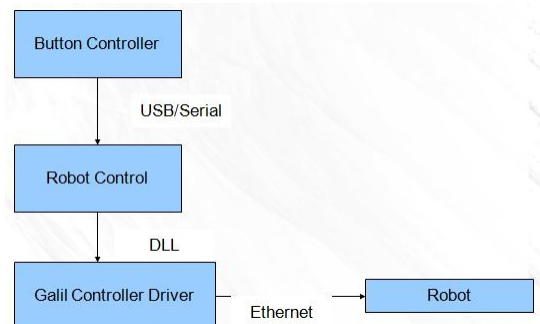 Button Controller
USB/Serial
Robot Control
DLL
Galil Controller Driver
Robot
Ethernet